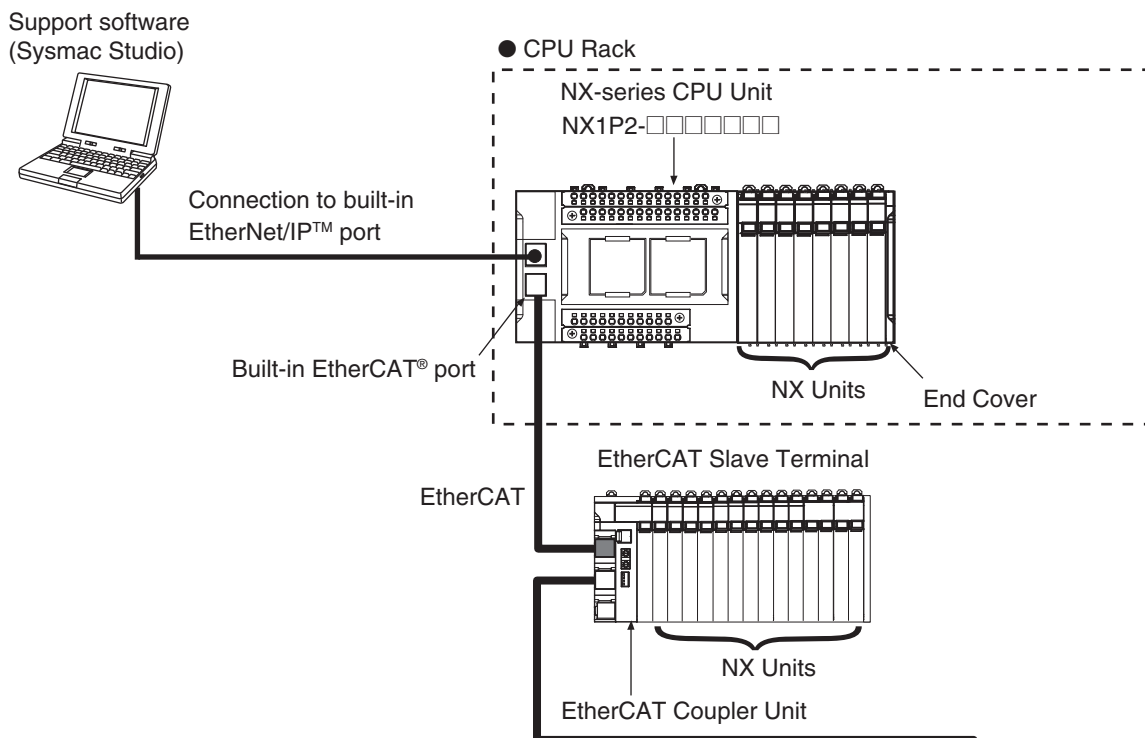 Support software
(Sysmac Studio)
● CPU Rack
NX-series CPU Unit
NX1P2-□□□□□□□
Connection to built-in
EtherNet/IP™ port
Built-in EtherCAT® port
NX Units
End Cover
EtherCAT Slave Terminal
EtherCAT
NX Units
EtherCAT Coupler Unit